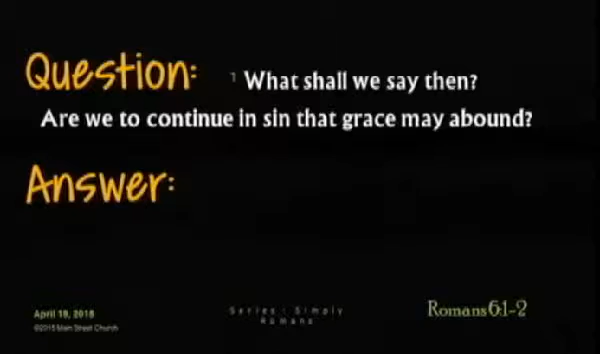 Question: 1 What shall we say then?
Are we to continue in sin that grace may abound?
Answer:
April 19, 2015
©2015 Main Street Church
Series: Simply
Romans
Romans 6:1-2